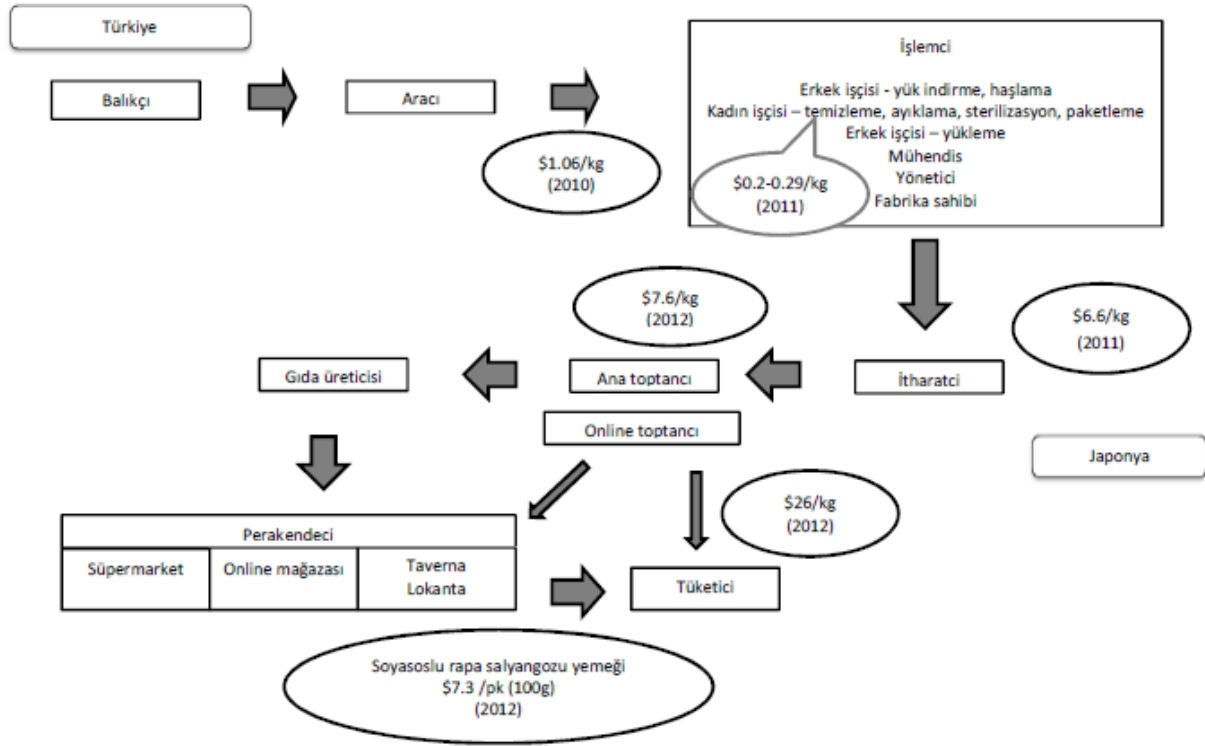 Türkiye
Balıkçı
Aracı
İşlemci
Erkek işçisi - yük indirme, haşlama
Kadın işçisi – temizleme, ayıklama, sterilizasyon, paketleme
Erkek işçisi – yükleme
Mühendis
Yönetici
Fabrika sahibi
$1.06/kg
(2010)
$0.2-0.29/kg
(2011)
$7.6/kg
(2012)
$6.6/kg
(2011)
Gıda üreticisi
Ana toptancı
İtharatci
Online toptancı
Japonya
$26/kg
(2012)
Perakendeci
Süpermarket
Online mağazası
Taverna
Lokanta
Tüketici
Soyasoslu rapa salyangozu yemeği
$7.3 /pk (100g)
(2012)